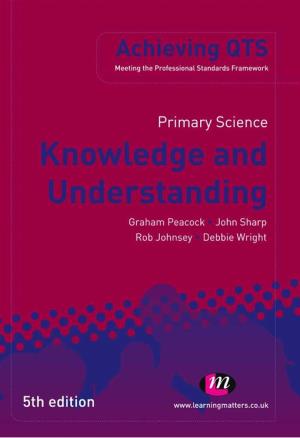 Achieving QTS
Meeting the Professional Standards Framework
Primary Science
Knowledge and
Understanding
Graham Peacock • John Sharp
Rob Johnsey • Debbie Wright
m
5th edition
www.learningmatters.co.uk